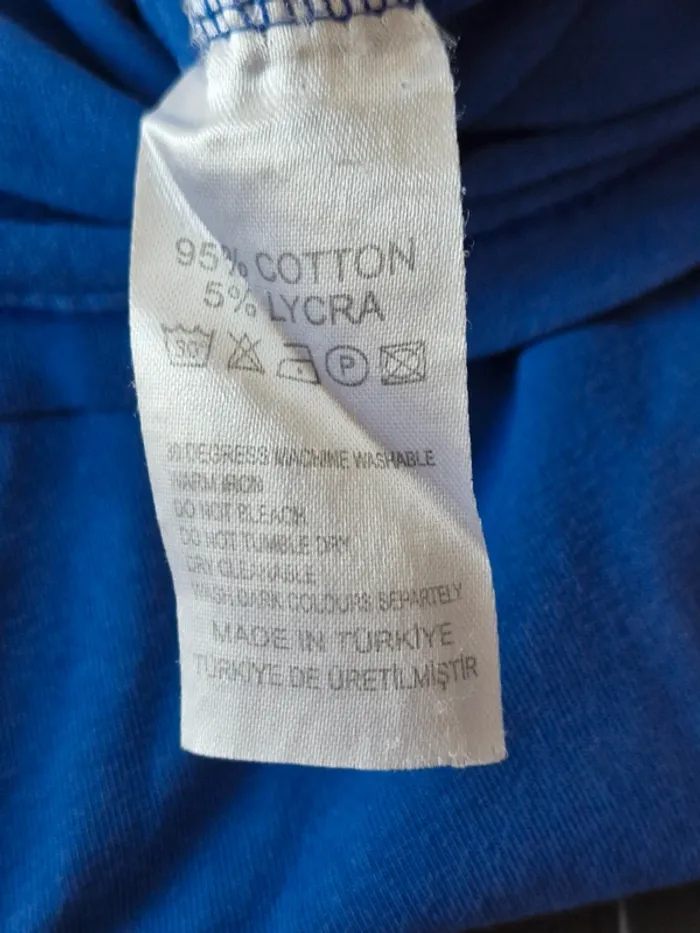 95% COTTON
5% LYCRA
30° P
30 DEGRESS MACHINE WASHABLE
WARM IRON
DO NOT BLEACH
DO NOT TUMBLE DRY
DRY CLEANABLE
WASH DARK COLOURS SEPARTELY
MADE IN TÜRKİYE
TÜRKİYE DE ÜRETİLMİŞTİR